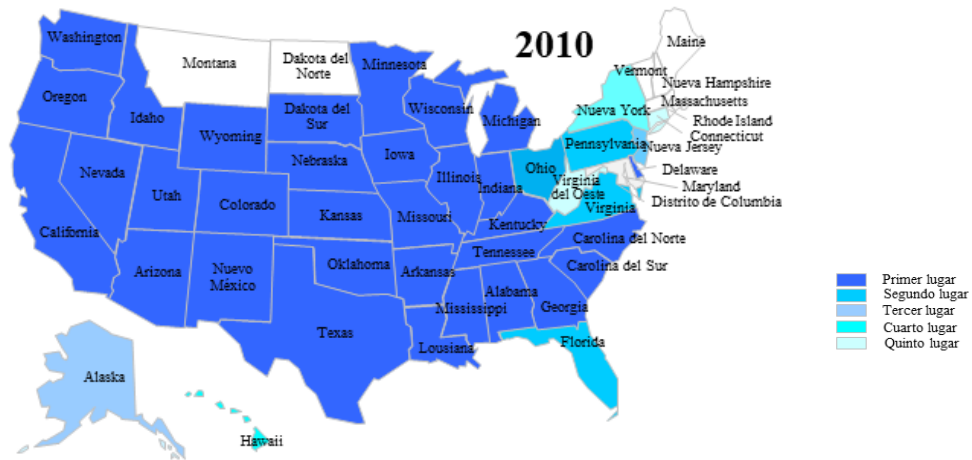 2010
Washington
Montana
Dakota del
Norte
Minnesota
Maine
Vermont
Nueva Hampshire
Massachusetts
Rhode Island
Connecticut
Nueva York
Oregon
Idaho
Wyoming
Dakota del
Sur
Wisconsin
Michigan
Pennsylvania
Nueva Jersey
Nebraska
Iowa
Illinois
Indiana
Ohio
Virginia
del Oeste
Virginia
Delaware
Maryland
Distrito de Columbia
Nevada
Utah
Colorado
Kansas
Missouri
Kentucky
California
Arizona
Nuevo
México
Oklahoma
Arkansas
Tennessee
Carolina del Norte
Carolina del Sur
Mississippi
Alabama
Georgia
Texas
Lousiana
Florida
Alaska
Hawaii
Primer lugar
Segundo lugar
Tercer lugar
Cuarto lugar
Quinto lugar